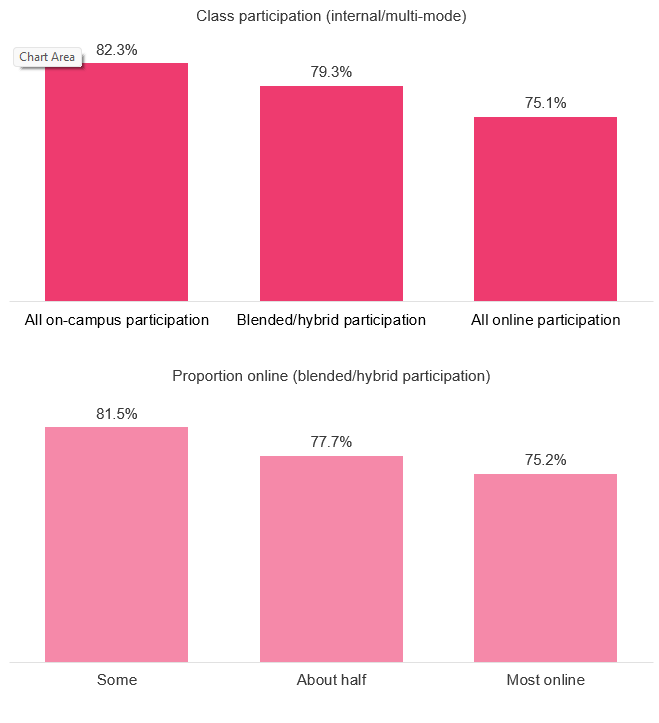 Class participation (internal/multi-mode)
82.3%
Chart Area
79.3%
75.1%
All on-campus participation
Blended/hybrid participation
All online participation
Proportion online (blended/hybrid participation)
81.5%
77.7%
75.2%
Some
About half
Most online